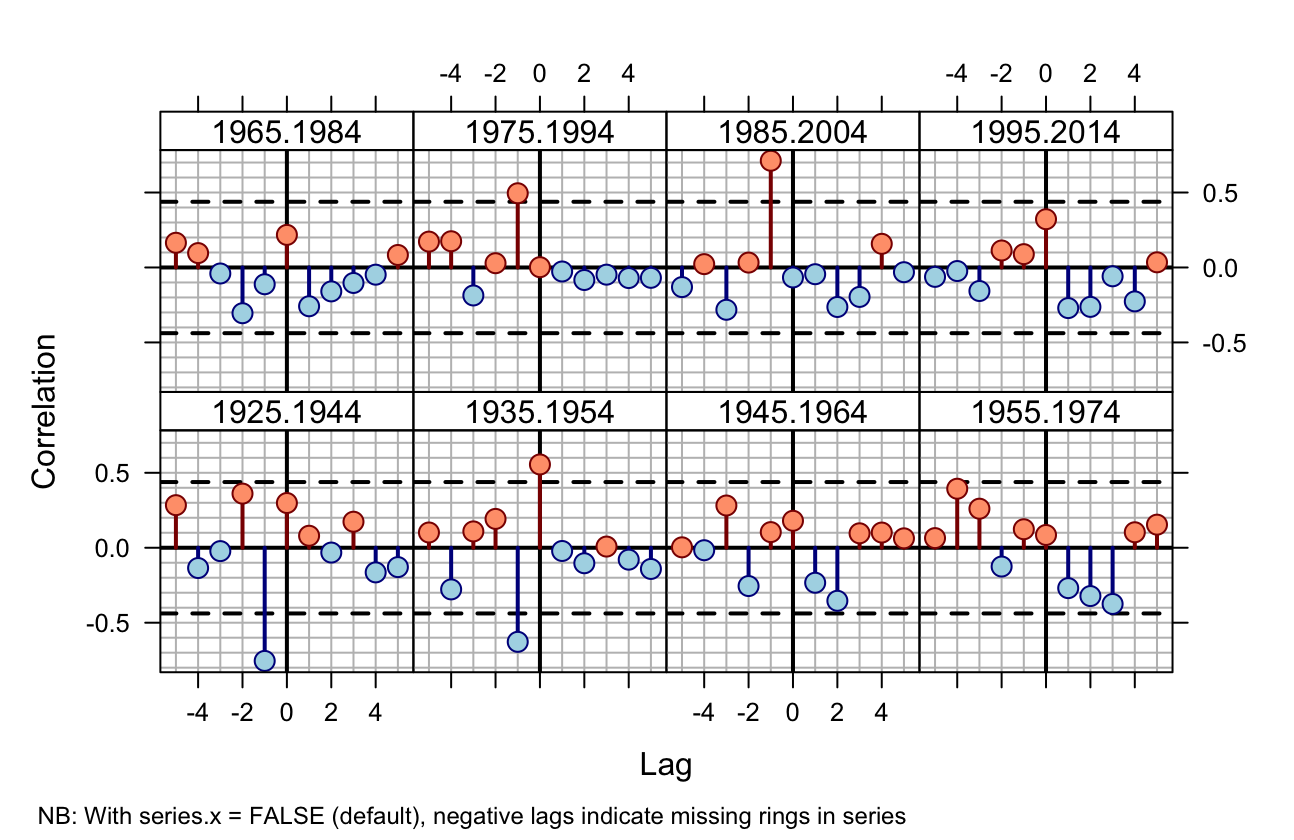 -4 -2 0 2 4 -4 -2 0 2 4
1965.1984 1975.1994 1985.2004 1995.2014
0.5
0.0
-0.5
Correlation
1925.1944 1935.1954 1945.1964 1955.1974
0.5
0.0
-0.5
-4 -2 0 2 4 -4 -2 0 2 4
Lag
NB: With series.x = FALSE (default), negative lags indicate missing rings in series